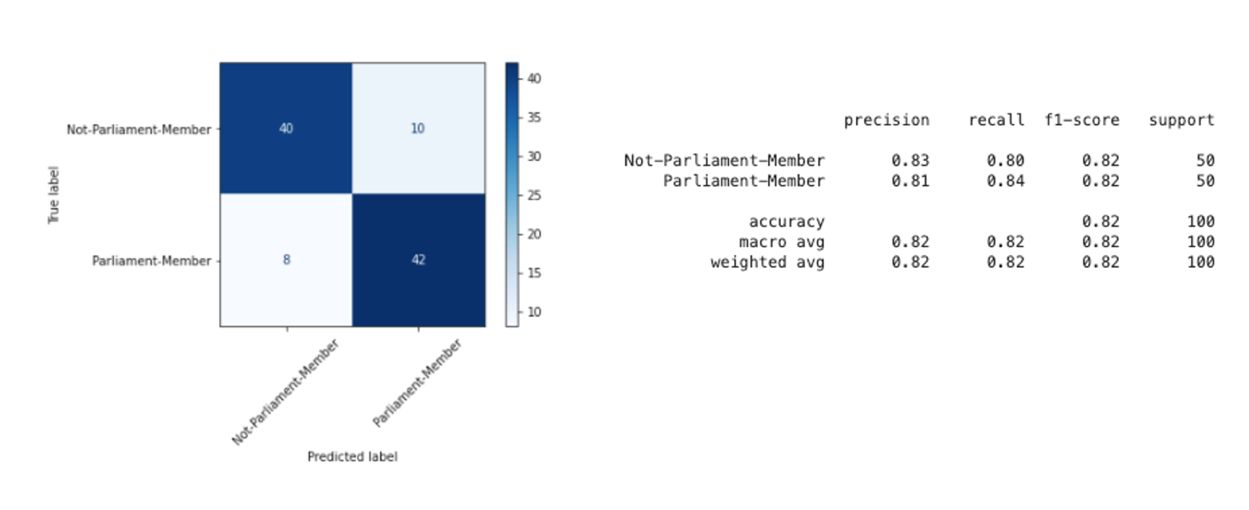 True label
Not-Parliament-Member
40
10
Parliament-Member
8
42
Not-Parliament-Member
Parliament-Member
Predicted label
40
35
30
25
20
15
10
precision recall f1-score support
Not-Parliament-Member 0.83 0.80 0.82 50
Parliament-Member 0.81 0.84 0.82 50
accuracy 0.82 100
macro avg 0.82 0.82 0.82 100
weighted avg 0.82 0.82 0.82 100